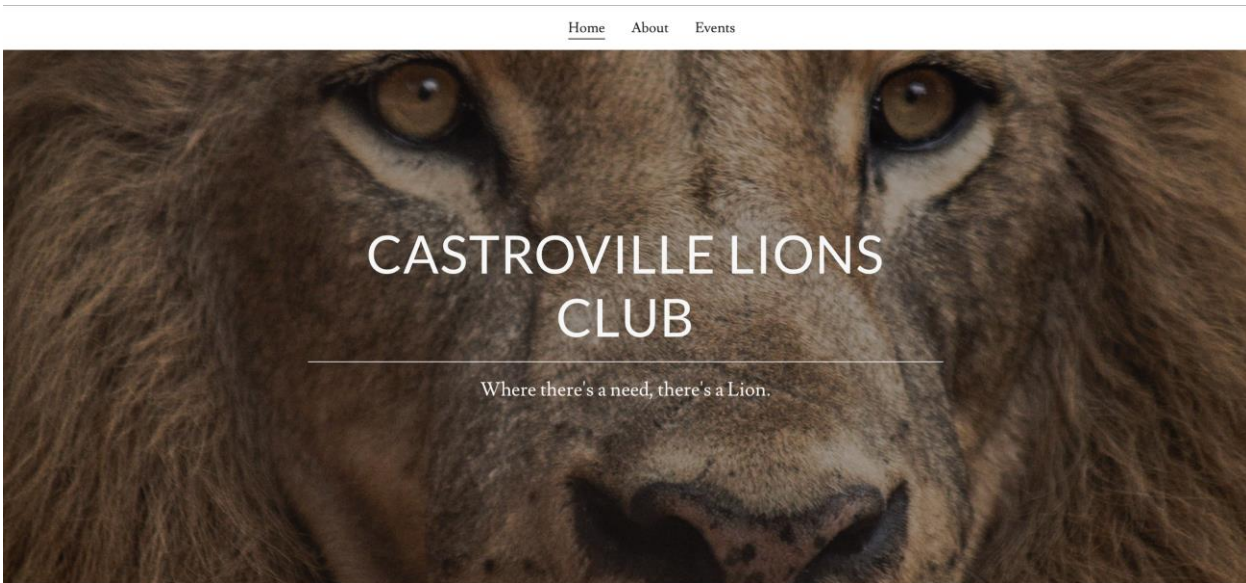 Home About Events
CASTROVILLE LIONS
CLUB
Where there's a need, there's a Lion.